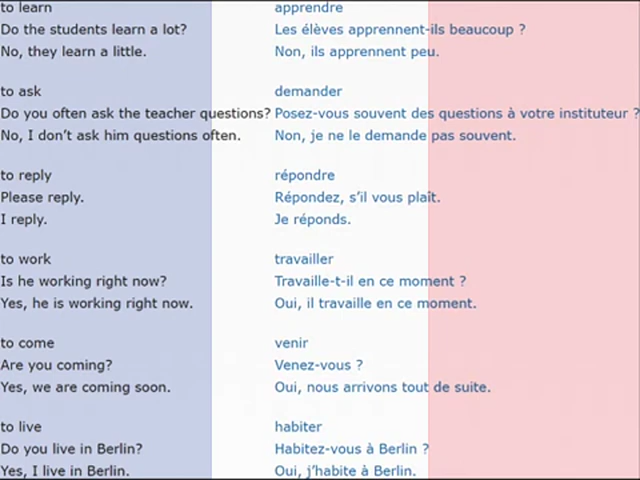 to learn apprendre
Do the students learn a lot? Les élèves apprennent-ils beaucoup ?
No, they learn a little. Non, ils apprennent peu.
to ask demander
Do you often ask the teacher questions? Posez-vous souvent des questions à votre instituteur ?
No, I don’t ask him questions often. Non, je ne le demande pas souvent.
to reply répondre
Please reply. Répondez, s’il vous plaît.
I reply. Je réponds.
to work travailler
Is he working right now? Travaille-t-il en ce moment ?
Yes, he is working right now. Oui, il travaille en ce moment.
to come venir
Are you coming? Venez-vous ?
Yes, we are coming soon. Oui, nous arrivons tout de suite.
to live habiter
Do you live in Berlin? Habitez-vous à Berlin ?
Yes, I live in Berlin. Oui, j’habite à Berlin.